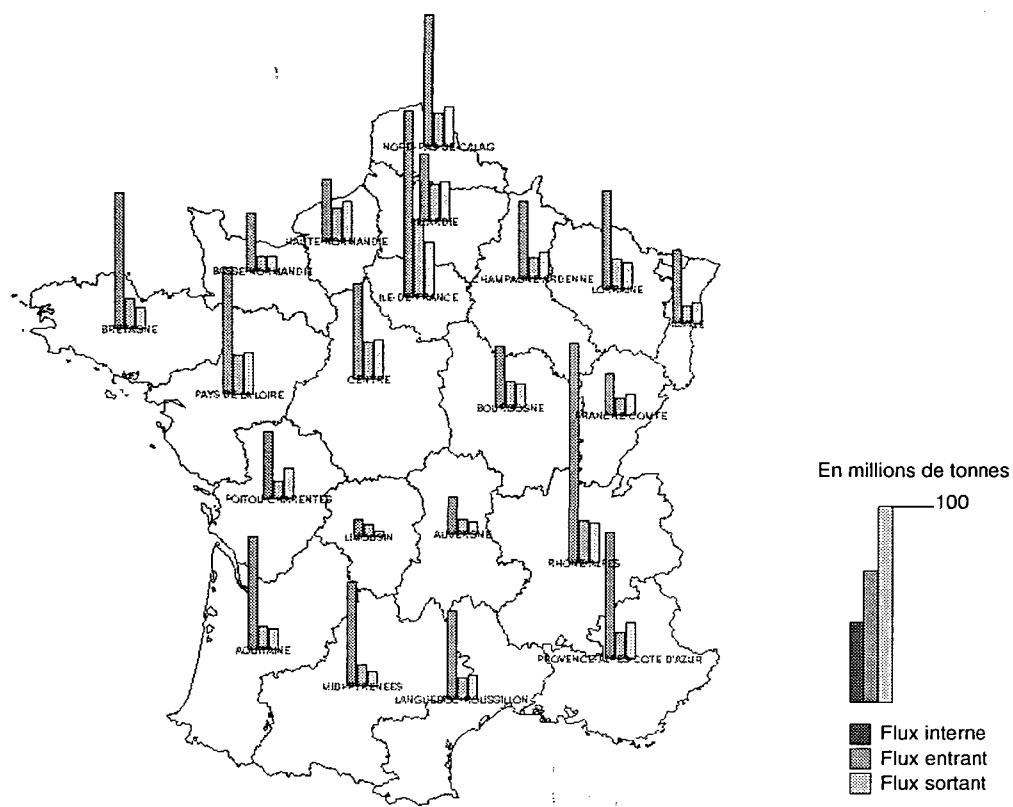 NORD-PAS-DE-CALAIS
PICARDIE
HAUTE-NORMANDIE
BASSE-NORMANDIE
CHAMPAGNE-ARDENNE
LORRAINE
ILE-DE-FRANCE
BRETAGNE
CENTRE
PAYS DE LA LOIRE
BOURGOGNE
FRANCHE-COMTE
En millions de tonnes
POITOU-CHARENTES
100
LIMOUSIN
AUVERGNE
RHONE-ALPES
AQUITAINE
PROVENCE-ALPES-COTE D'AZUR
MIDI-PYRENEES
LANGUEDOC-ROUSSILLON
Flux interne
Flux entrant
Flux sortant